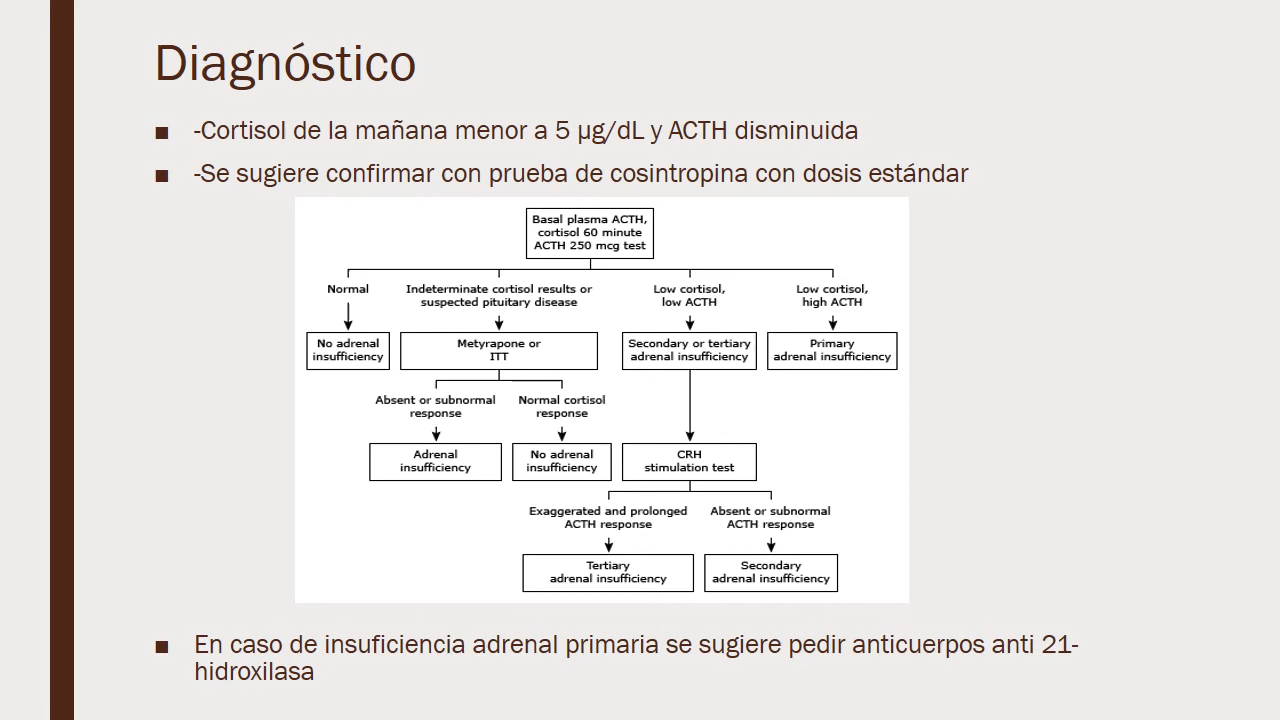 Diagnóstico
■ -Cortisol de la mañana menor a 5 µg/dL y ACTH disminuida
■ -Se sugiere confirmar con prueba de cosintropina con dosis estándar
Basal plasma ACTH,
cortisol 60 minute
ACTH 250 mcg test
Normal
Indeterminate cortisol results or
suspected pituitary disease
Low cortisol,
low ACTH
Low cortisol,
high ACTH
No adrenal
insufficiency
Metyrapone or
ITT
Secondary or tertiary
adrenal insufficiency
Primary
adrenal insufficiency
Absent or subnormal
response
Normal cortisol
response
Adrenal
insufficiency
No adrenal
insufficiency
CRH
stimulation test
Exaggerated and prolonged
ACTH response
Absent or subnormal
ACTH response
Tertiary
adrenal insufficiency
Secondary
adrenal insufficiency
■ En caso de insuficiencia adrenal primaria se sugiere pedir anticuerpos anti 21-
hidroxilasa